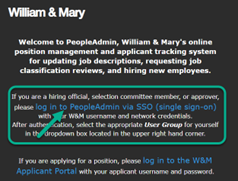 William & Mary
Welcome to PeopleAdmin, William & Mary's online
position management and applicant tracking system
for updating job descriptions, requesting job
classification reviews, and hiring new employees.
If you are a hiring official, selection committee member, or approver,
please log in to PeopleAdmin via SSO (single sign-on)
with your W&M username and network credentials.
After authentication, select the appropriate User Group for yourself
in the dropdown box located in the upper right hand corner.
If you are applying for a position, please log in to the W&M
Applicant Portal with your applicant username and password.